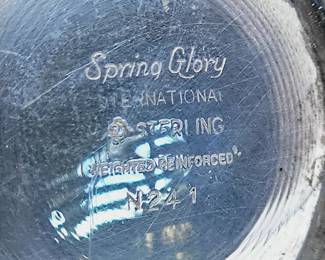 Spring Glory
INTERNATIONAL
STERLING
WEIGHTED REINFORCED
N241